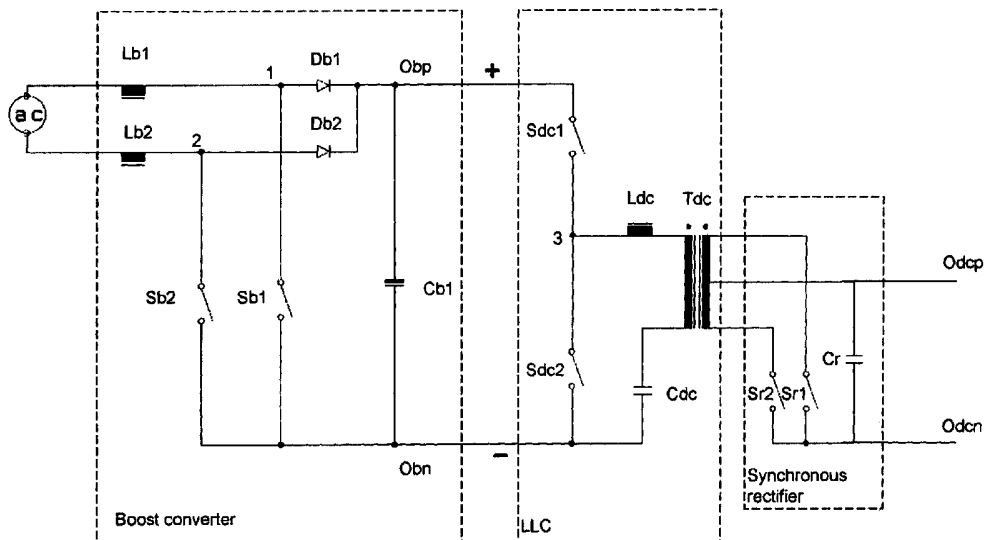 Lb1
1
Db1
Obp
+
ac
Lb2
2
Db2
Sdc1
Ldc
Tdc
3
Odcp
Sb2
Sb1
Cb1
Sdc2
Cdc
Sr2
Sr1
Cr
Odcn
Obn
–
Synchronous
rectifier
Boost converter
LLC